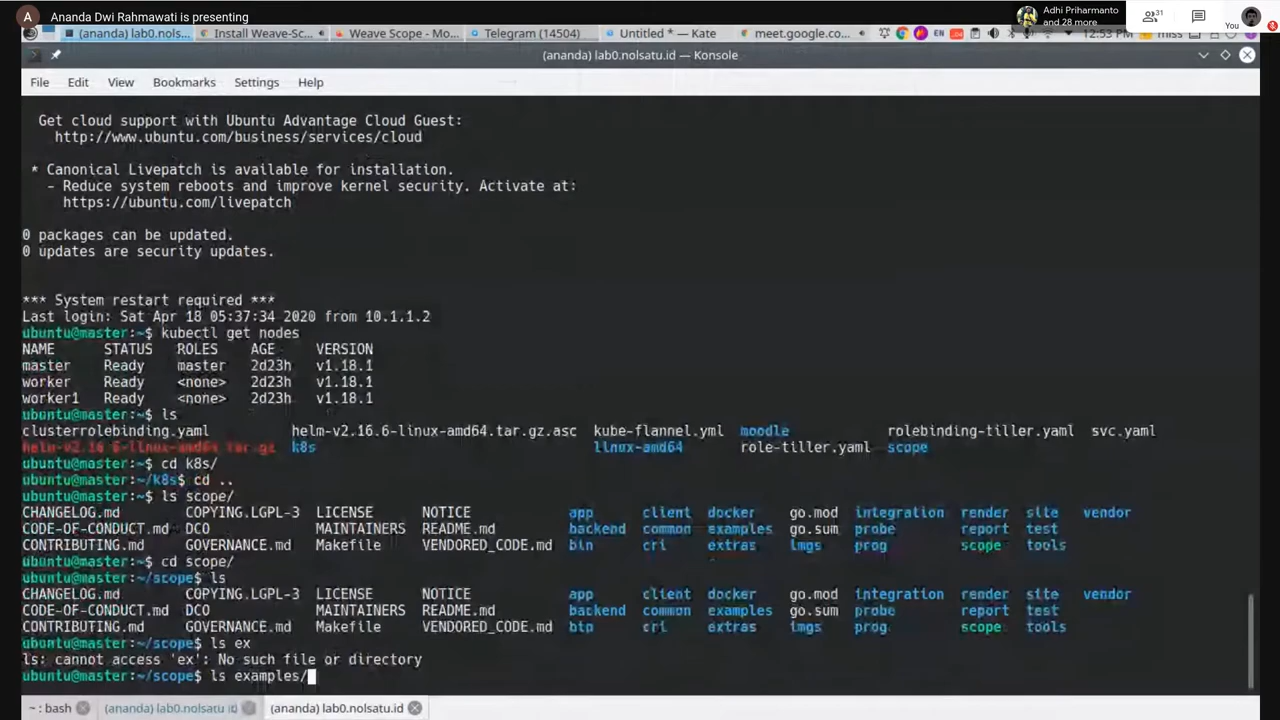 A Ananda Dwi Rahmawati is presenting
Adhi Priharmanto
and 28 more
31
You
(ananda) lab0.nols...
Install Weave-Sc...
Weave Scope - Mo...
Telegram (14504)
Untitled * — Kate
meet.google.co...
EN
12:53 PM
miss
(ananda) lab0.nolsatu.id — Konsole
File Edit View Bookmarks Settings Help
Get cloud support with Ubuntu Advantage Cloud Guest:
http://www.ubuntu.com/business/services/cloud
* Canonical Livepatch is available for installation.
- Reduce system reboots and improve kernel security. Activate at:
https://ubuntu.com/livepatch
0 packages can be updated.
0 updates are security updates.
*** System restart required ***
Last login: Sat Apr 18 05:37:34 2020 from 10.1.1.2
ubuntu@master:~$ kubectl get nodes
NAME STATUS ROLES AGE VERSION
master Ready master 2d23h v1.18.1
worker Ready <none> 2d23h v1.18.1
worker1 Ready <none> 2d23h v1.18.1
ubuntu@master:~$ ls
clusterrolebinding.yaml helm-v2.16.6-linux-amd64.tar.gz.asc kube-flannel.yml moodle rolebinding-tiller.yaml svc.yaml
helm-v2.16.6-linux-amd64.tar.gz k8s linux-amd64 role-tiller.yaml scope
ubuntu@master:~$ cd k8s/
ubuntu@master:~/k8s$ cd ..
ubuntu@master:~$ ls scope/
CHANGELOG.md COPYING.LGPL-3 LICENSE NOTICE app client docker go.mod integration render site vendor
CODE-OF-CONDUCT.md DCO MAINTAINERS README.md backend common examples go.sum probe report test
CONTRIBUTING.md GOVERNANCE.md Makefile VENDORED_CODE.md bin cri extras imgs prog scope tools
ubuntu@master:~$ cd scope/
ubuntu@master:~/scope$ ls
CHANGELOG.md COPYING.LGPL-3 LICENSE NOTICE app client docker go.mod integration render site vendor
CODE-OF-CONDUCT.md DCO MAINTAINERS README.md backend common examples go.sum probe report test
CONTRIBUTING.md GOVERNANCE.md Makefile VENDORED_CODE.md bin cri extras imgs prog scope tools
ubuntu@master:~/scope$ ls ex
ls: cannot access 'ex': No such file or directory
ubuntu@master:~/scope$ ls examples/
~ : bash
(ananda) lab0.nolsatu.id
(ananda) lab0.nolsatu.id